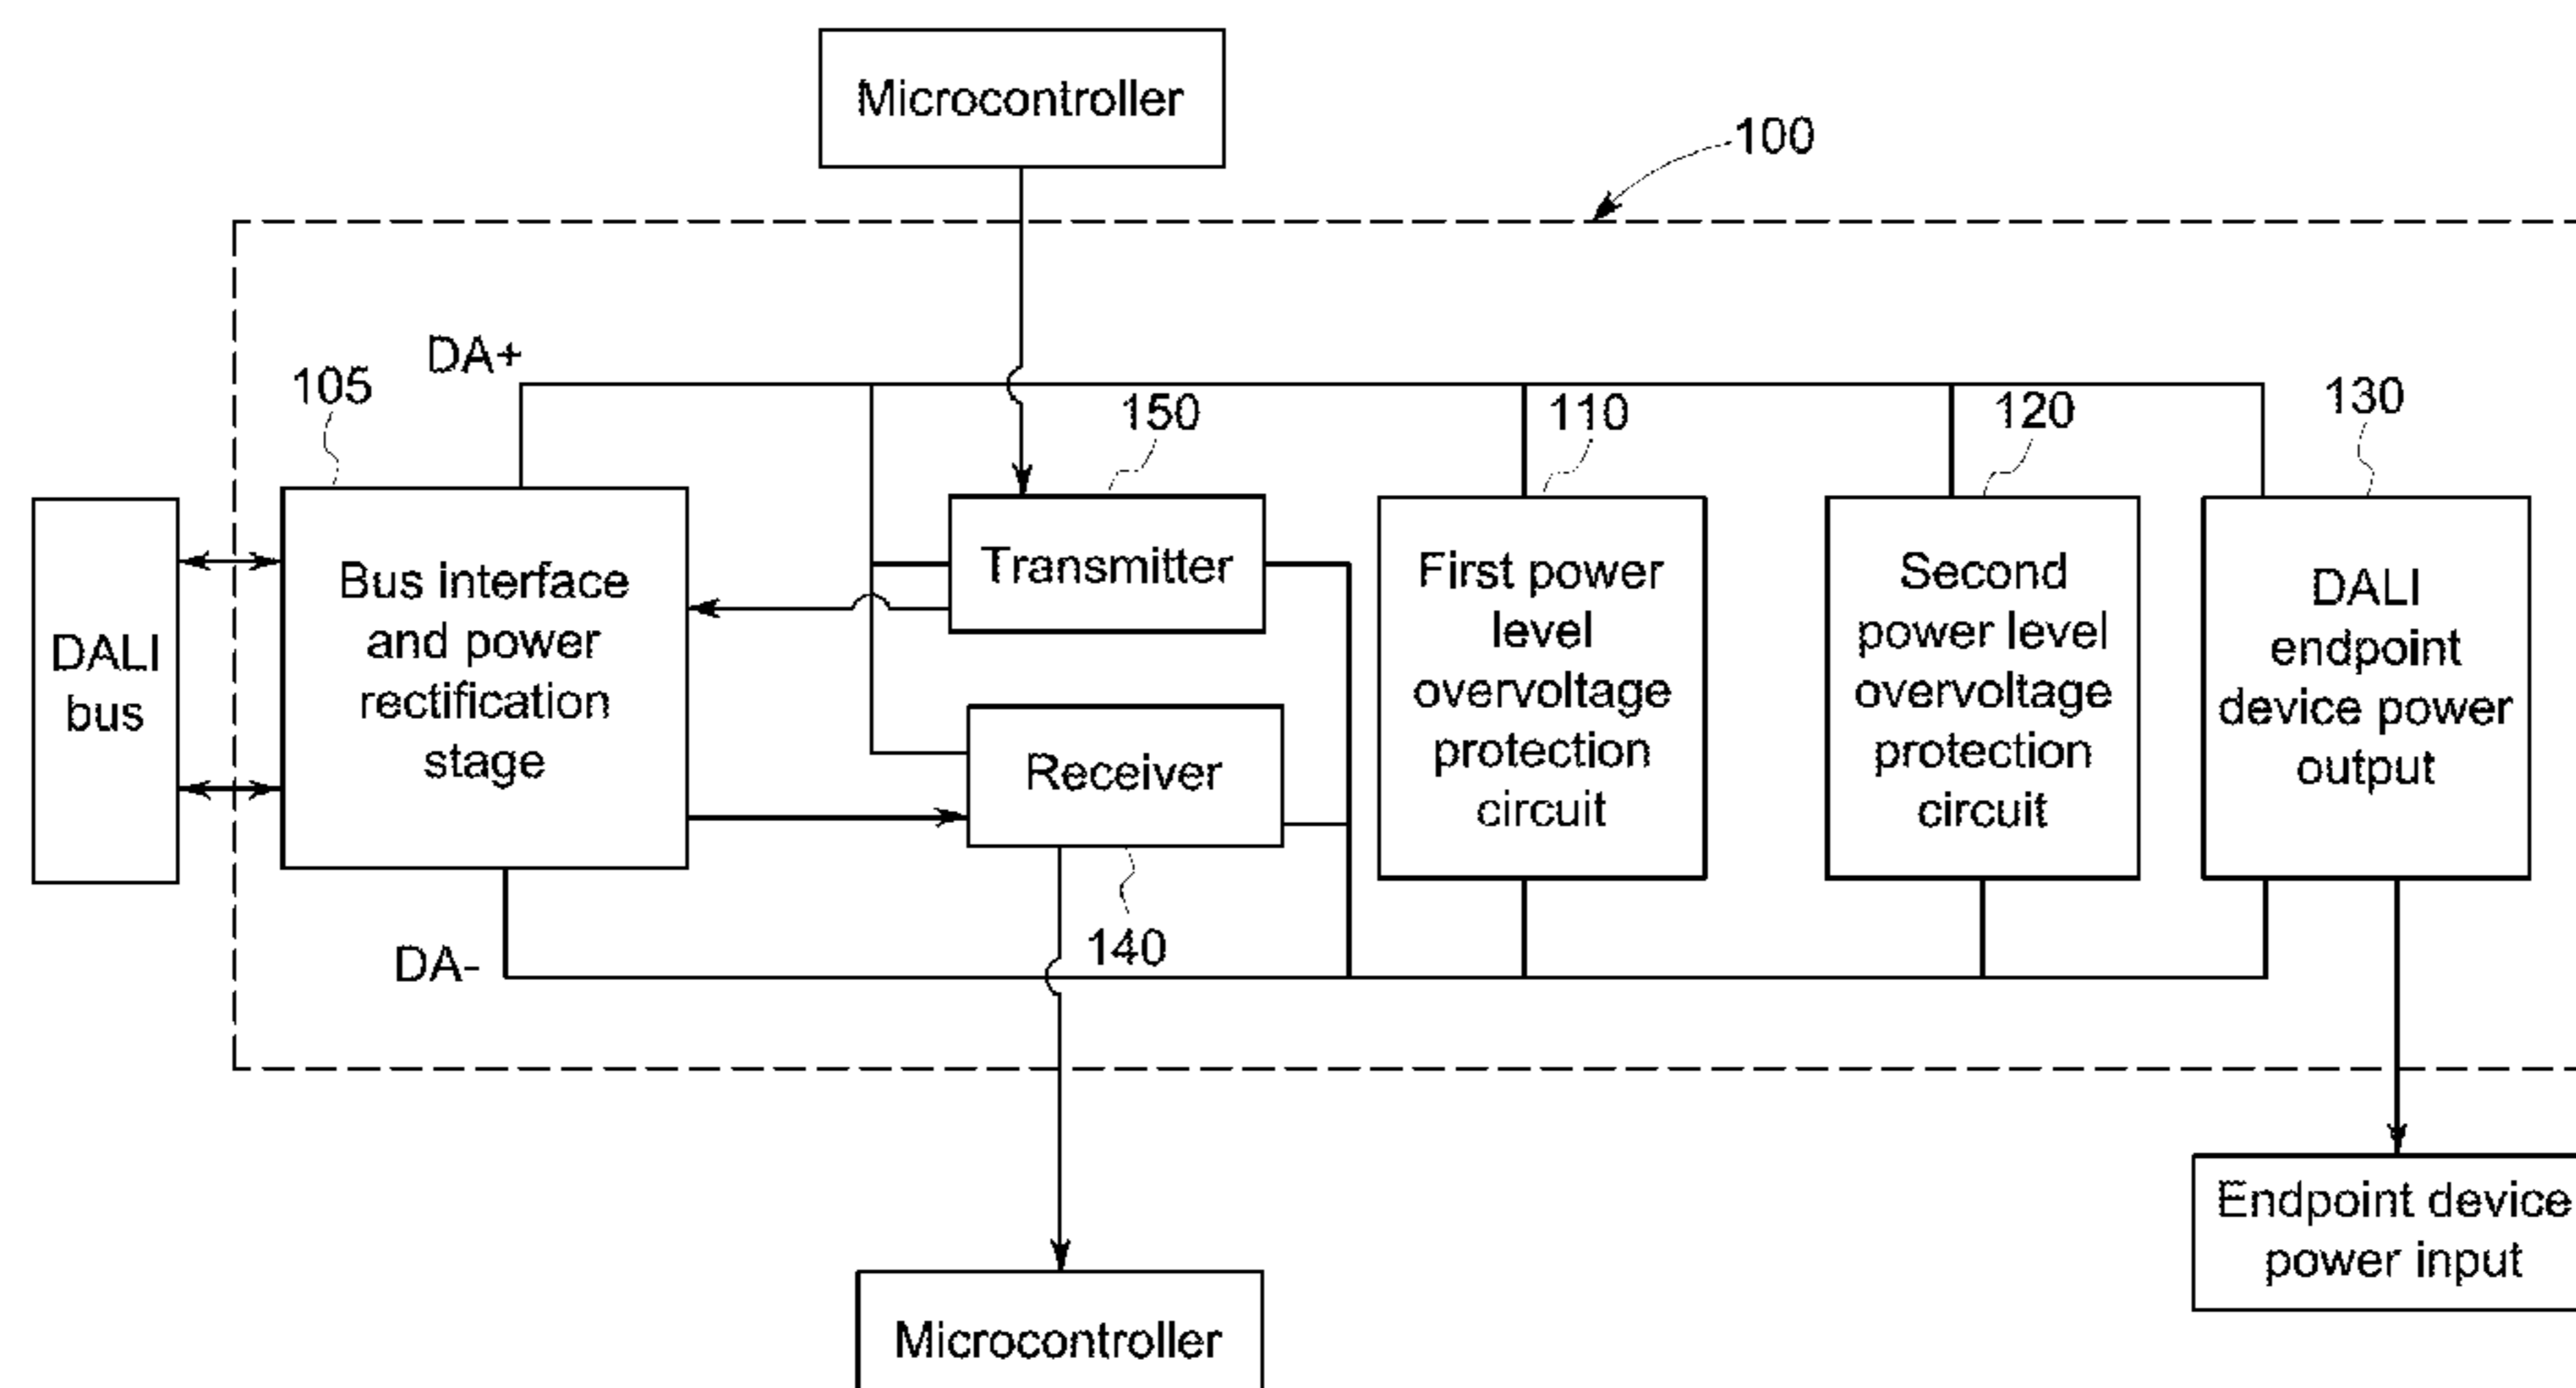 Microcontroller
100
DA+
105
150
110
120
130
DALI
bus
Bus interface
and power
rectification
stage
Transmitter
Receiver
First power
level
overvoltage
protection
circuit
Second
power level
overvoltage
protection
circuit
DALI
endpoint
device power
output
140
DA-
Endpoint device
power input
Microcontroller